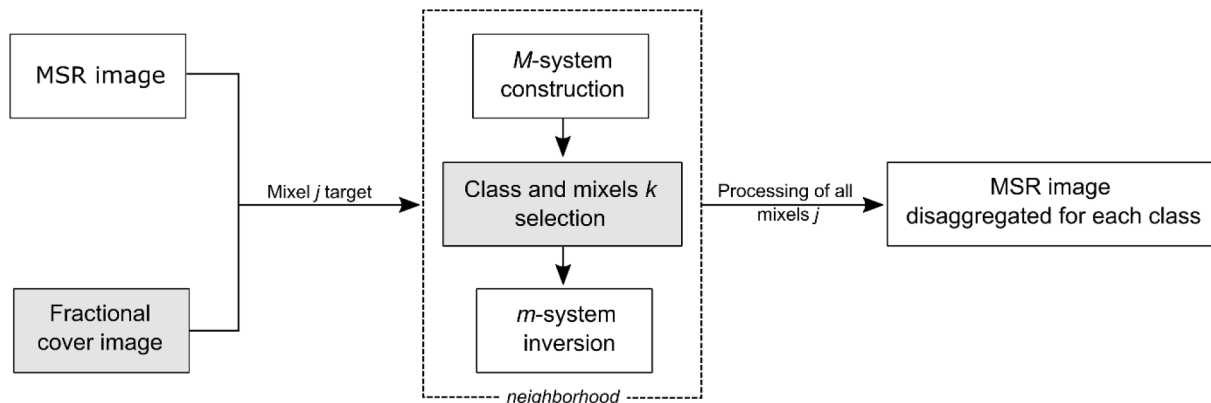 MSR image
Fractional
cover image
Mixel j target
M-system
construction
Class and mixels k
selection
m-system
inversion
neighborhood
Processing of all
mixels j
MSR image
disaggregated for each class